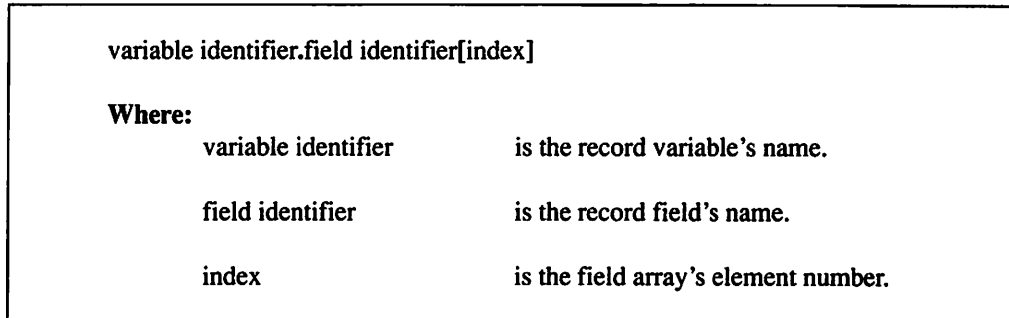 variable identifier.field identifier[index]
Where:
variable identifier is the record variable's name.
field identifier is the record field's name.
index is the field array's element number.